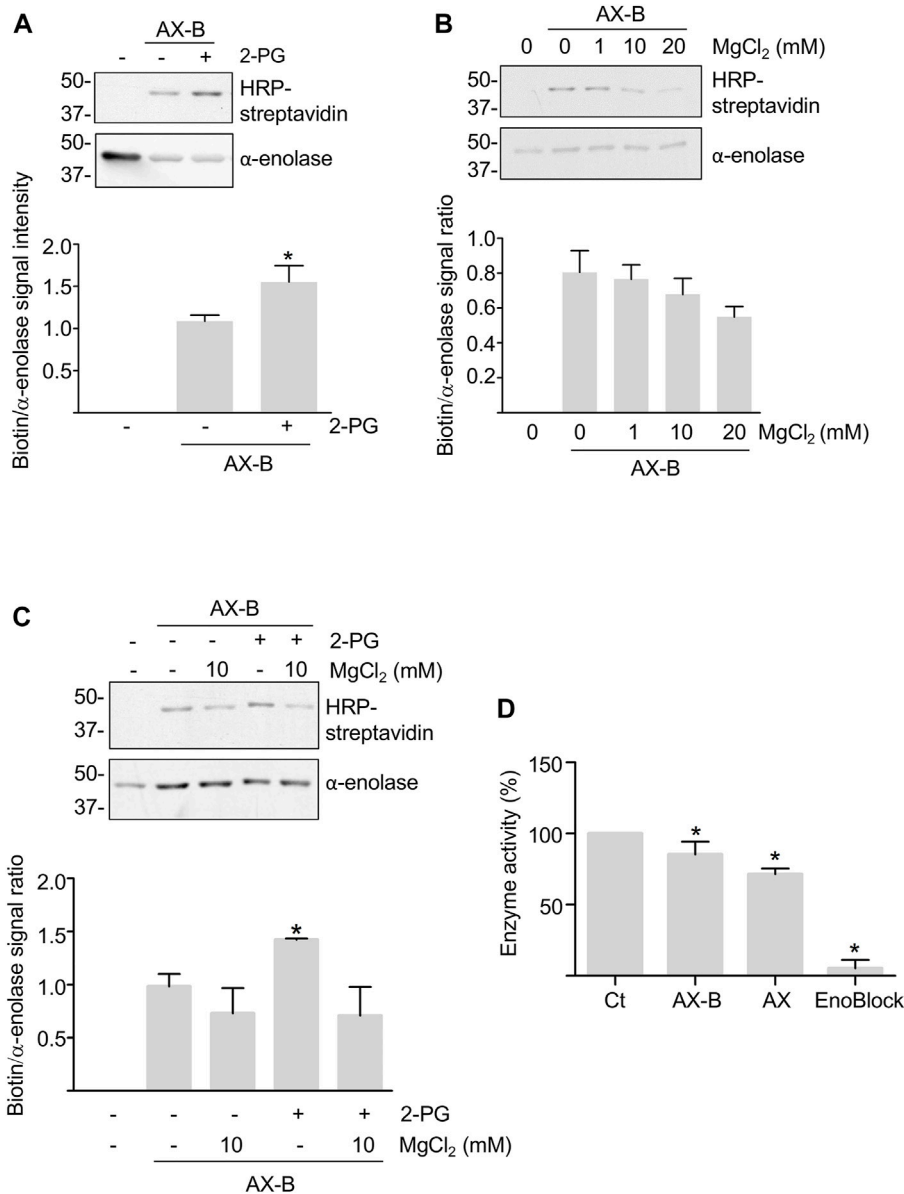 A
AX-B
- - + 2-PG
50-
37-
HRP-
streptavidin
50-
37-
α-enolase
Biotin/α-enolase signal intensity
2.0
1.5
1.0
0.5
*
- - + 2-PG
AX-B
B
AX-B
0 0 1 10 20 MgCl2 (mM)
50-
37-
HRP-
streptavidin
50-
37-
α-enolase
Biotin/α-enolase signal ratio
1.0
0.8
0.6
0.4
0.2
0 0 1 10 20 MgCl2 (mM)
AX-B
C
AX-B
- - - + + 2-PG
- - 10 - 10 MgCl2 (mM)
50-
37-
HRP-
streptavidin
50-
37-
α-enolase
Biotin/α-enolase signal ratio
2.0
1.5
1.0
0.5
*
- - - + + 2-PG
- - 10 - 10 MgCl2 (mM)
AX-B
D
Enzyme activity (%)
150
100
50
* * *
Ct AX-B AX EnoBlock